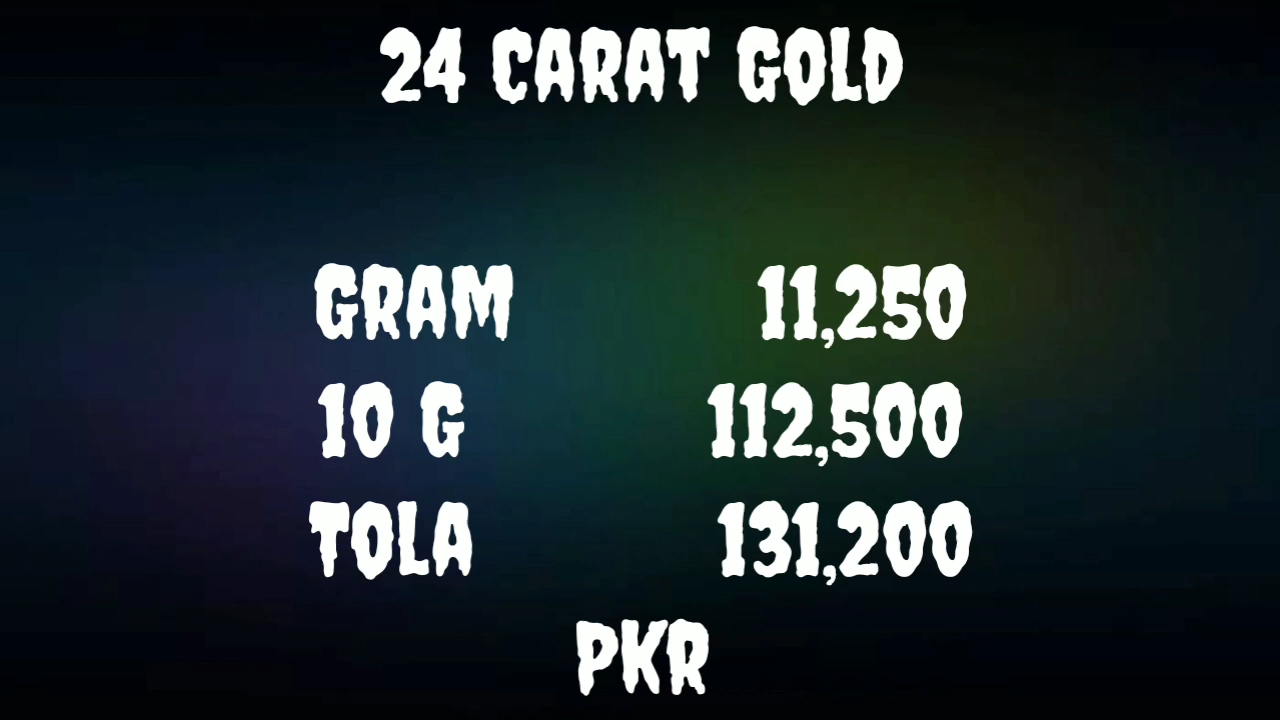 24 CARAT GOLD
GRAM 11,250
10 G 112,500
TOLA 131,200
PKR